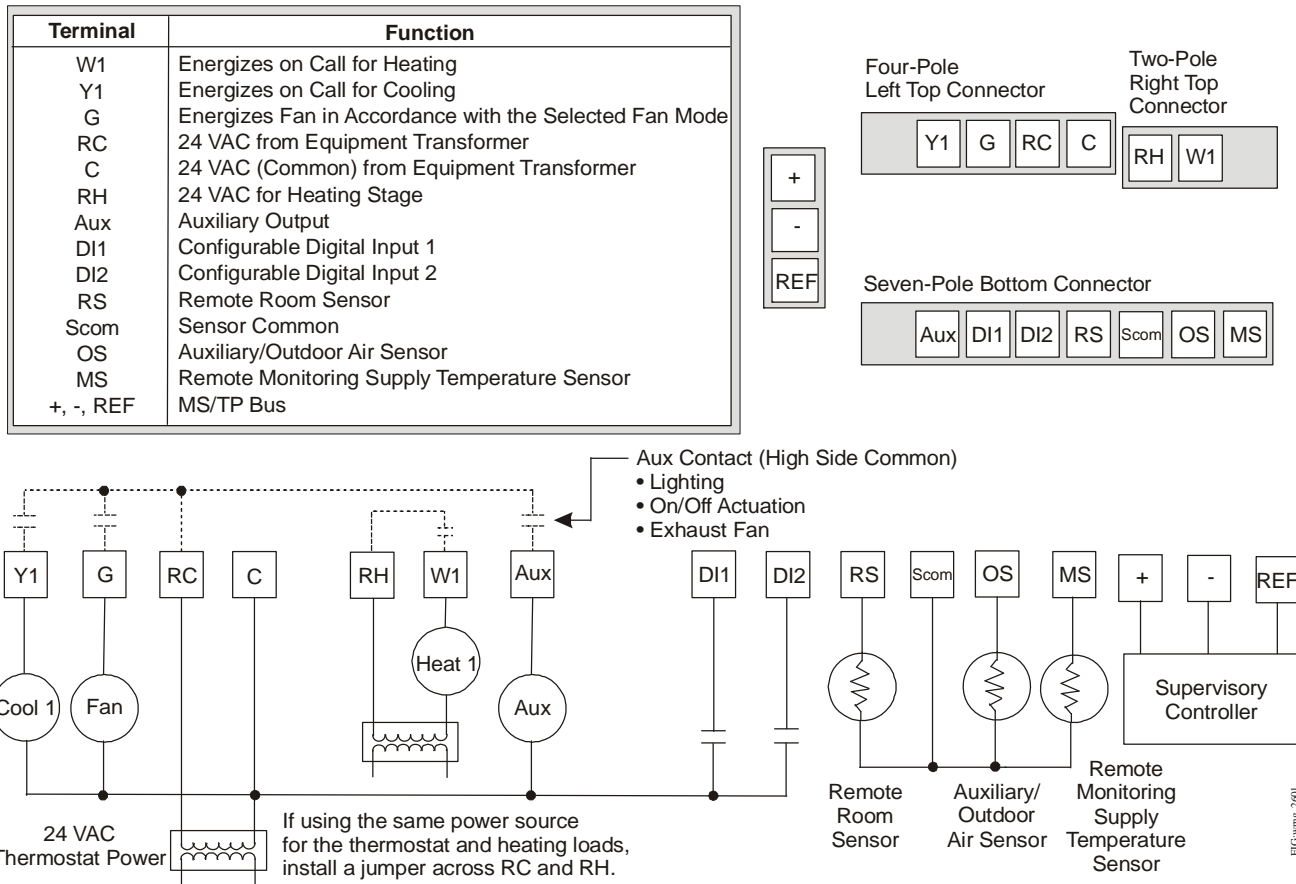 Terminal Function
W1 Energizes on Call for Heating
Y1 Energizes on Call for Cooling
G Energizes Fan in Accordance with the Selected Fan Mode
RC 24 VAC from Equipment Transformer
C 24 VAC (Common) from Equipment Transformer
RH 24 VAC for Heating Stage
Aux Auxiliary Output
DI1 Configurable Digital Input 1
DI2 Configurable Digital Input 2
RS Remote Room Sensor
Scom Sensor Common
OS Auxiliary/Outdoor Air Sensor
MS Remote Monitoring Supply Temperature Sensor
+, -, REF MS/TP Bus
+
-
REF
Four-Pole
Left Top Connector
Y1 G RC C
Two-Pole
Right Top
Connector
RH W1
Seven-Pole Bottom Connector
Aux DI1 DI2 RS Scom OS MS
Aux Contact (High Side Common)
• Lighting
• On/Off Actuation
• Exhaust Fan
Y1 G RC C RH W1 Aux DI1 DI2 RS Scom OS MS + - REF
Cool 1 Fan Heat 1 Aux
Supervisory
Controller
24 VAC
Thermostat Power
If using the same power source
for the thermostat and heating loads,
install a jumper across RC and RH.
Remote
Room
Sensor
Auxiliary/
Outdoor
Air Sensor
Remote
Monitoring
Supply
Temperature
Sensor